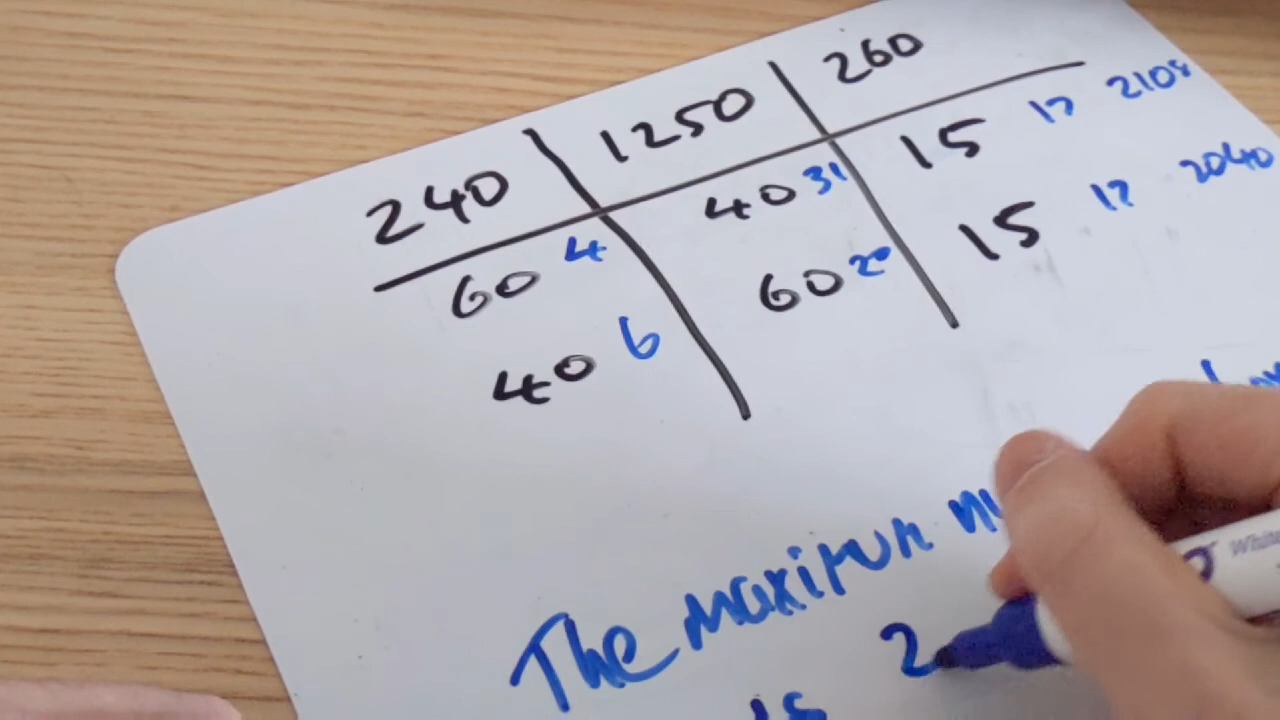 240 1250 260
60 4 40 31 15 17 2108
40 6 60 20 15 17 2040
The maximum
is 2